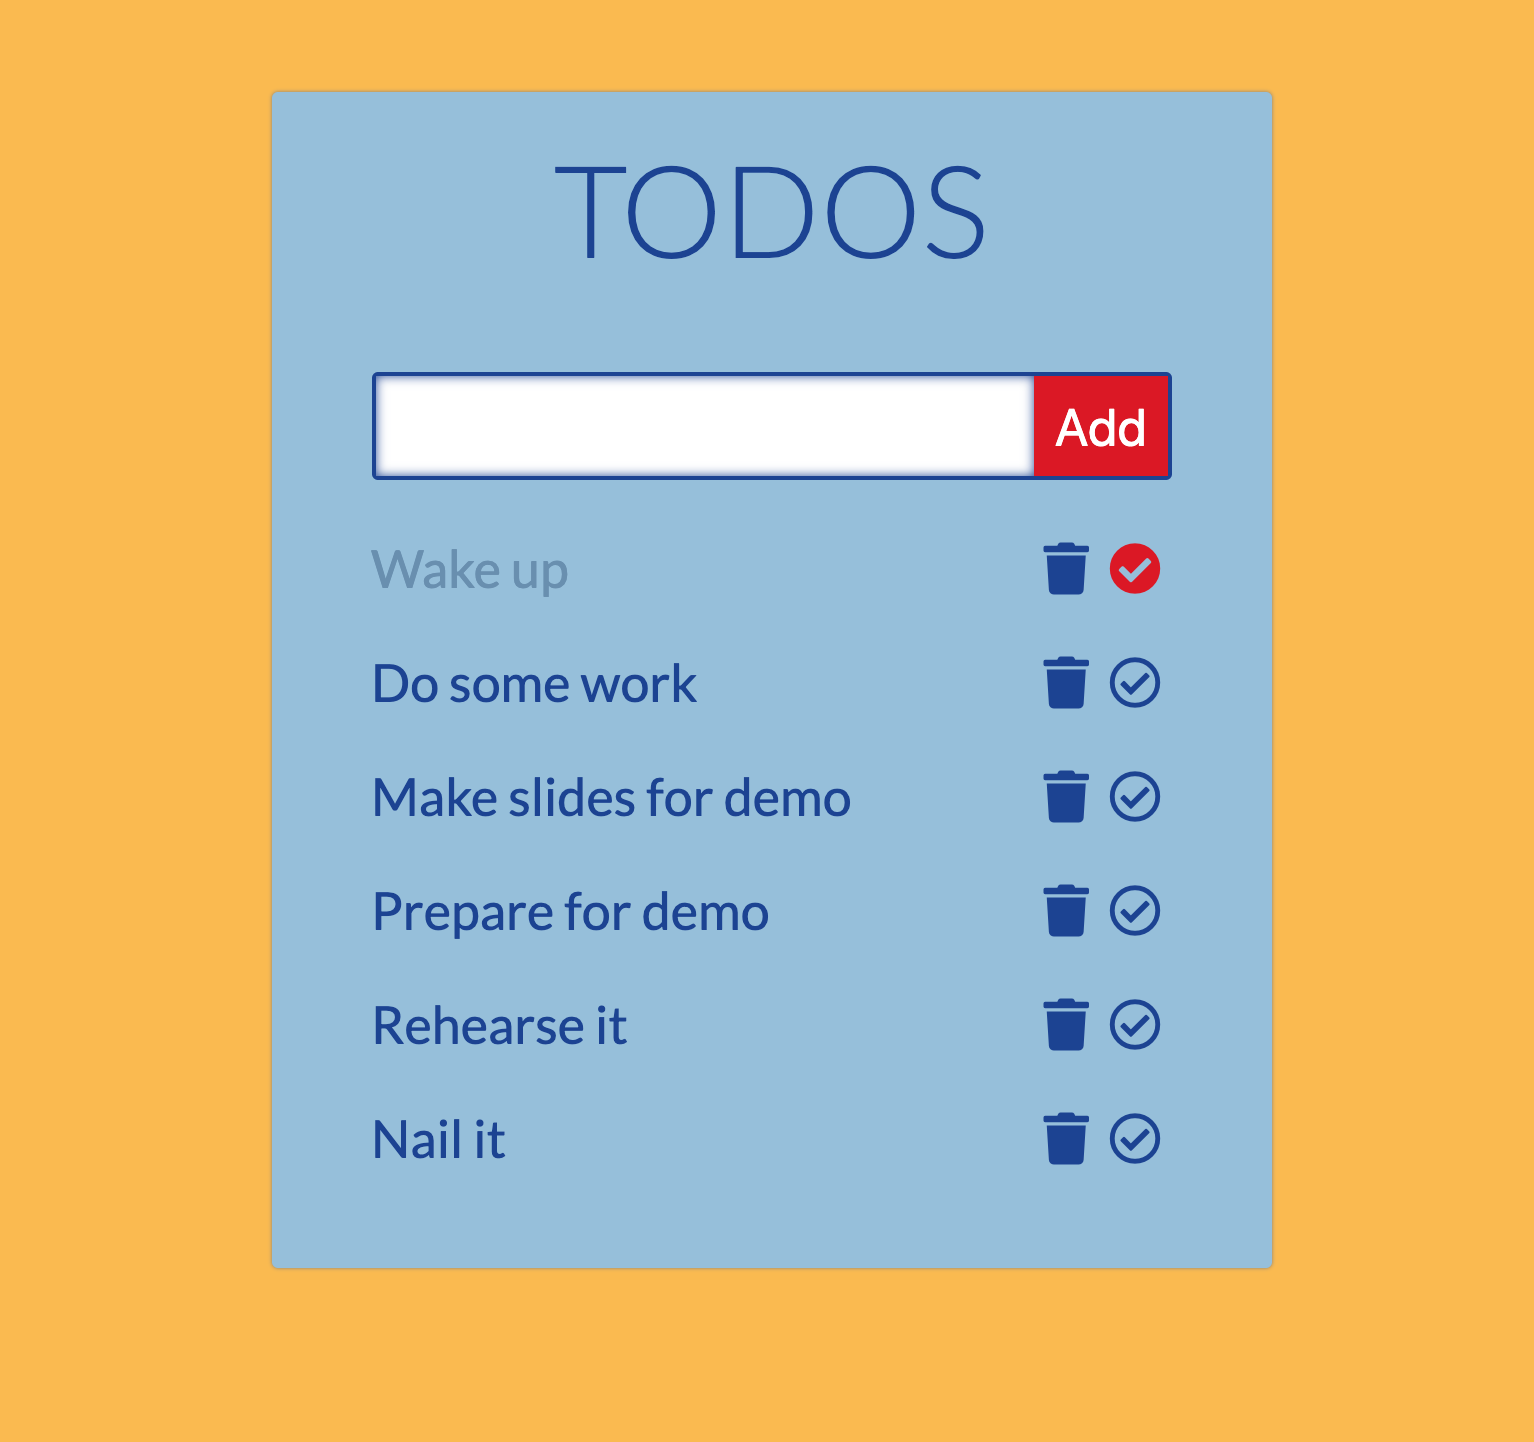 TODOS
Add
Wake up
Do some work
Make slides for demo
Prepare for demo
Rehearse it
Nail it